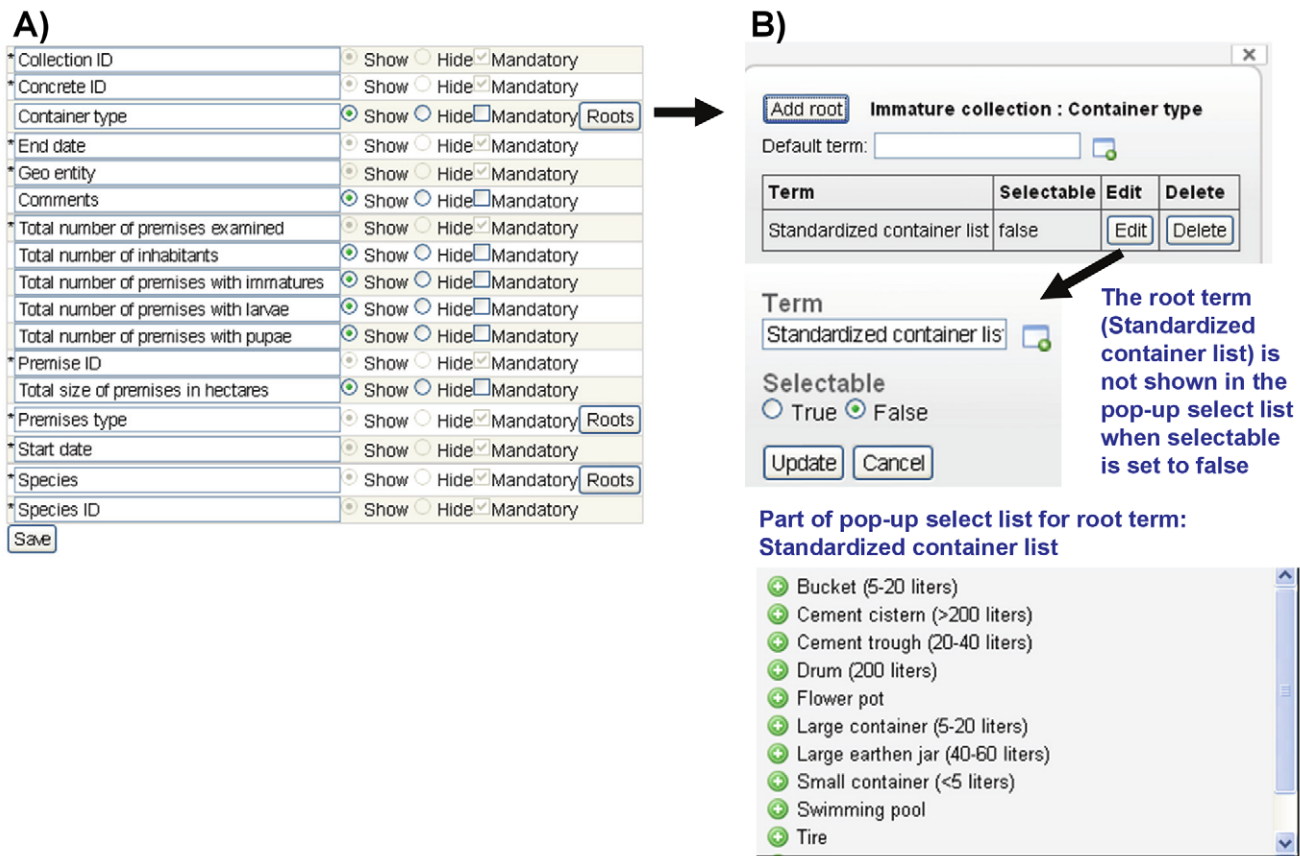 A)
* Collection ID Show Hide Mandatory
* Concrete ID Show Hide Mandatory
Container type Show Hide Mandatory Roots
* End date Show Hide Mandatory
* Geo entity Show Hide Mandatory
Comments Show Hide Mandatory
* Total number of premises examined Show Hide Mandatory
Total number of inhabitants Show Hide Mandatory
Total number of premises with immatures Show Hide Mandatory
Total number of premises with larvae Show Hide Mandatory
Total number of premises with pupae Show Hide Mandatory
* Premise ID Show Hide Mandatory
Total size of premises in hectares Show Hide Mandatory
* Premises type Show Hide Mandatory Roots
* Start date Show Hide Mandatory
* Species Show Hide Mandatory Roots
* Species ID Show Hide Mandatory
Save
B)
Add root Immature collection : Container type
Default term:
Term Selectable Edit Delete
Standardized container list false Edit Delete
Term
Standardized container lis
Selectable
True False
Update Cancel
The root term
(Standardized
container list) is
not shown in the
pop-up select list
when selectable
is set to false
Part of pop-up select list for root term:
Standardized container list
Bucket (5-20 liters)
Cement cistern (>200 liters)
Cement trough (20-40 liters)
Drum (200 liters)
Flower pot
Large container (5-20 liters)
Large earthen jar (40-60 liters)
Small container (<5 liters)
Swimming pool
Tire